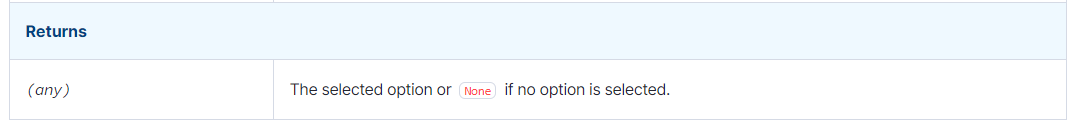 Returns
(any) The selected option or None if no option is selected.